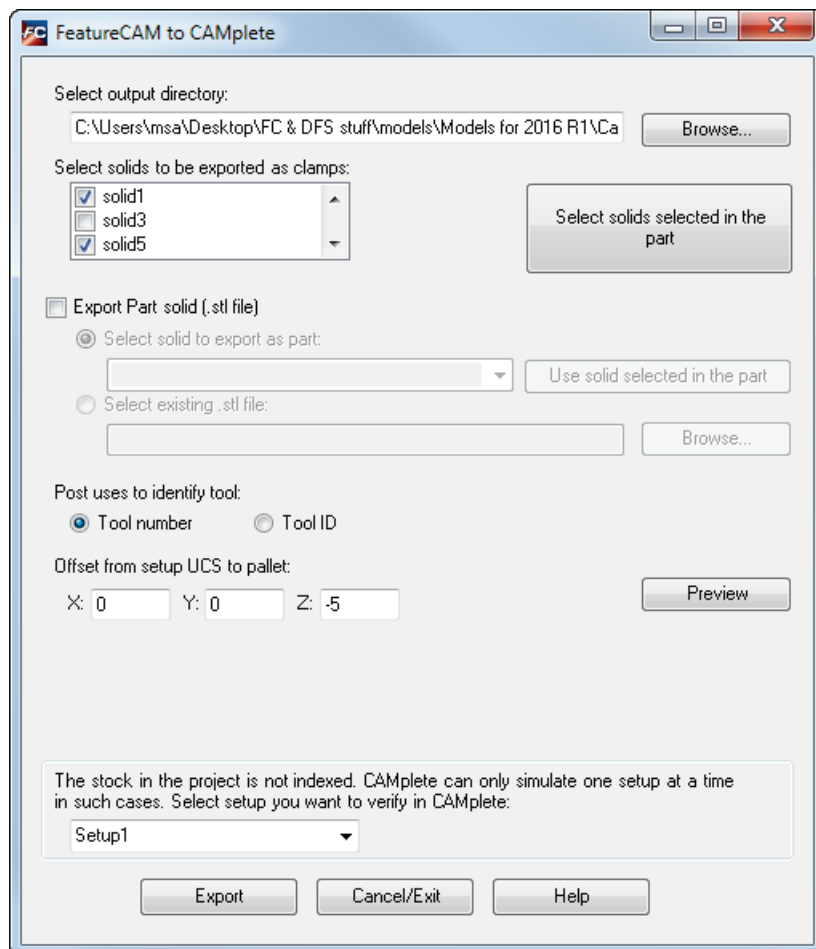 FC FeatureCAM to CAMplete
Select output directory:
C:\Users\msa\Desktop\FC & DFS stuff\models\Models for 2016 R1\Ca
Browse...
Select solids to be exported as clamps:
solid1
solid3
solid5
Select solids selected in the
part
Export Part solid (.stl file)
Select solid to export as part:
Use solid selected in the part
Select existing .stl file:
Browse...
Post uses to identify tool:
Tool number Tool ID
Offset from setup UCS to pallet:
X: 0 Y: 0 Z: -5
Preview
The stock in the project is not indexed. CAMplete can only simulate one setup at a time
in such cases. Select setup you want to verify in CAMplete:
Setup1
Export Cancel/Exit Help